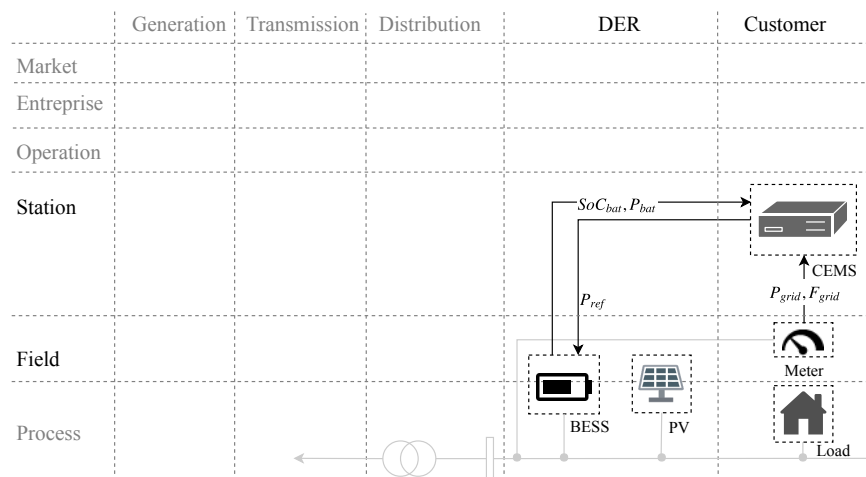 Generation Transmission Distribution DER Customer
Market
Entreprise
Operation
Station
SoC_bat, P_bat
CEMS
P_ref
P_grid, F_grid
Field
Meter
BESS
PV
Process
Load